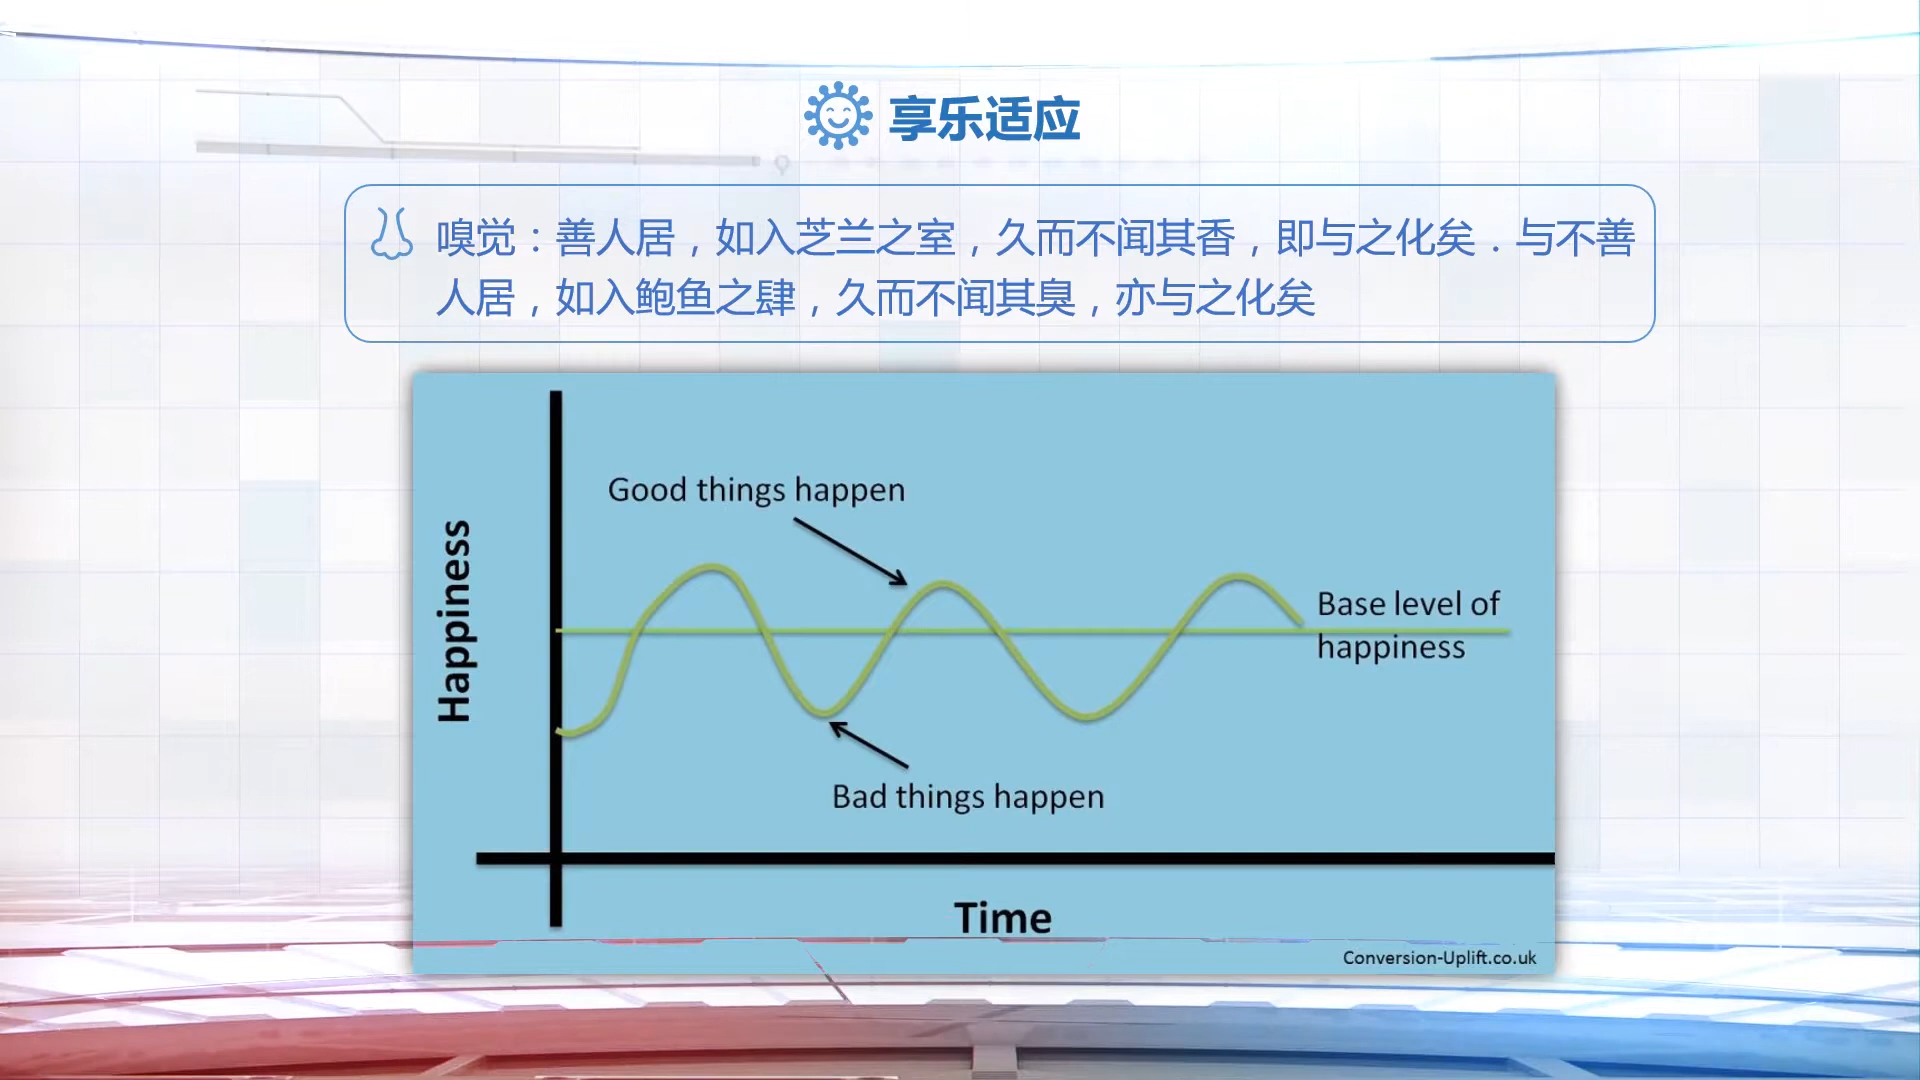 享乐适应
嗅觉：善人居，如入芝兰之室，久而不闻其香，即与之化矣．与不善
人居，如入鲍鱼之肆，久而不闻其臭，亦与之化矣
Good things happen
Happiness
Base level of
happiness
Bad things happen
Time
Conversion-Uplift.co.uk